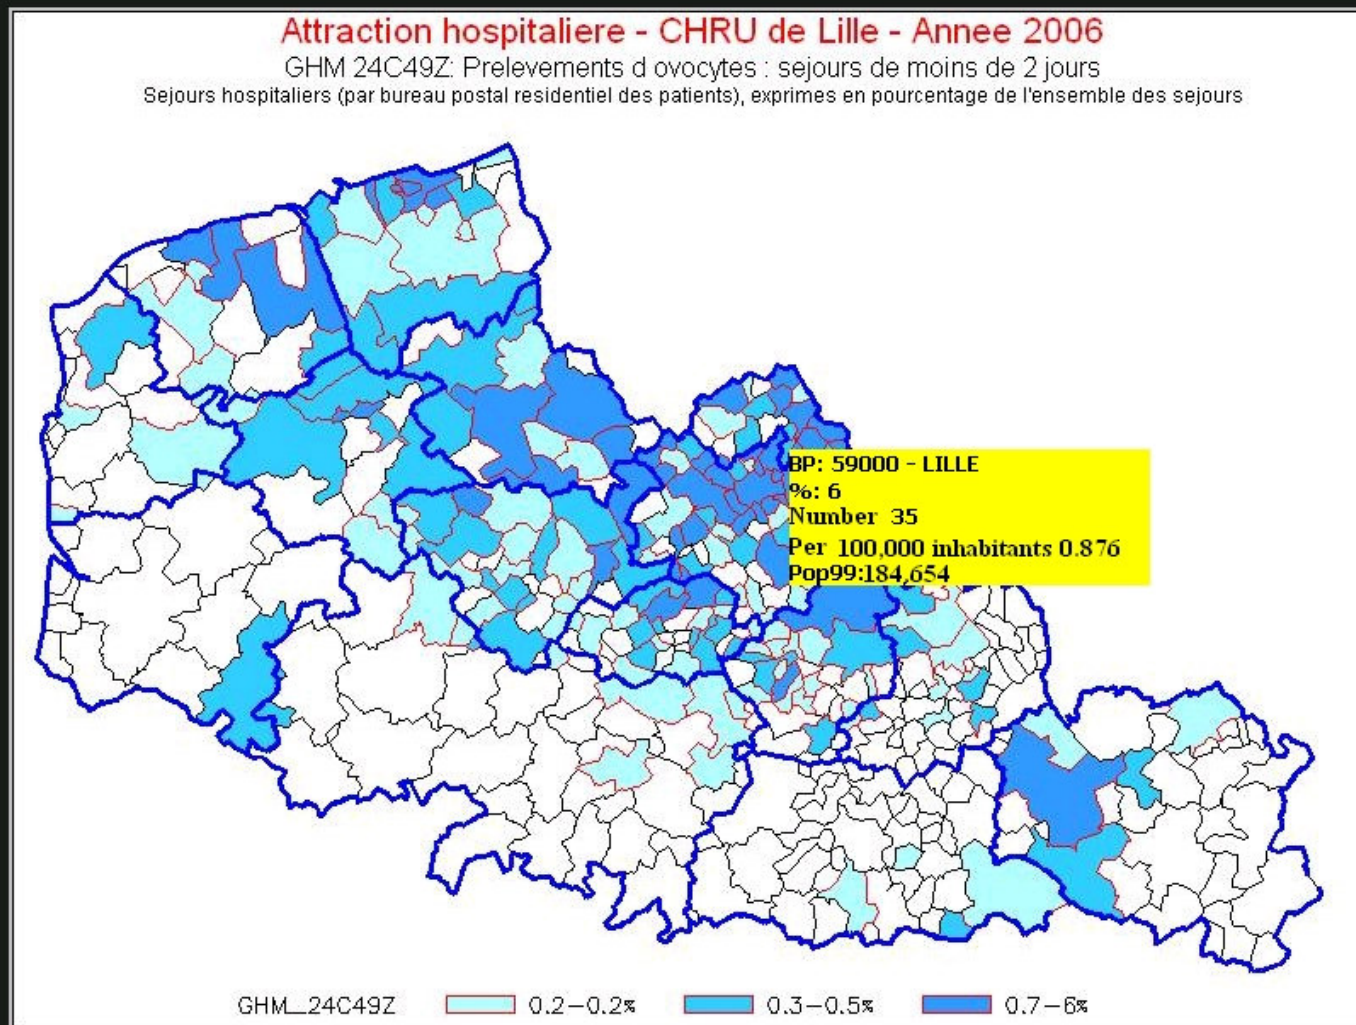 Attraction hospitaliere - CHRU de Lille - Annee 2006
GHM 24C49Z: Prelevements d ovocytes : sejours de moins de 2 jours
Sejours hospitaliers (par bureau postal residentiel des patients), exprimes en pourcentage de l'ensemble des sejours
BP: 59000 - LILLE
%: 6
Number 35
Per 100,000 inhabitants 0.876
Pop99:184,654
GHM_24C49Z 0.2-0.2% 0.3-0.5% 0.7-6%